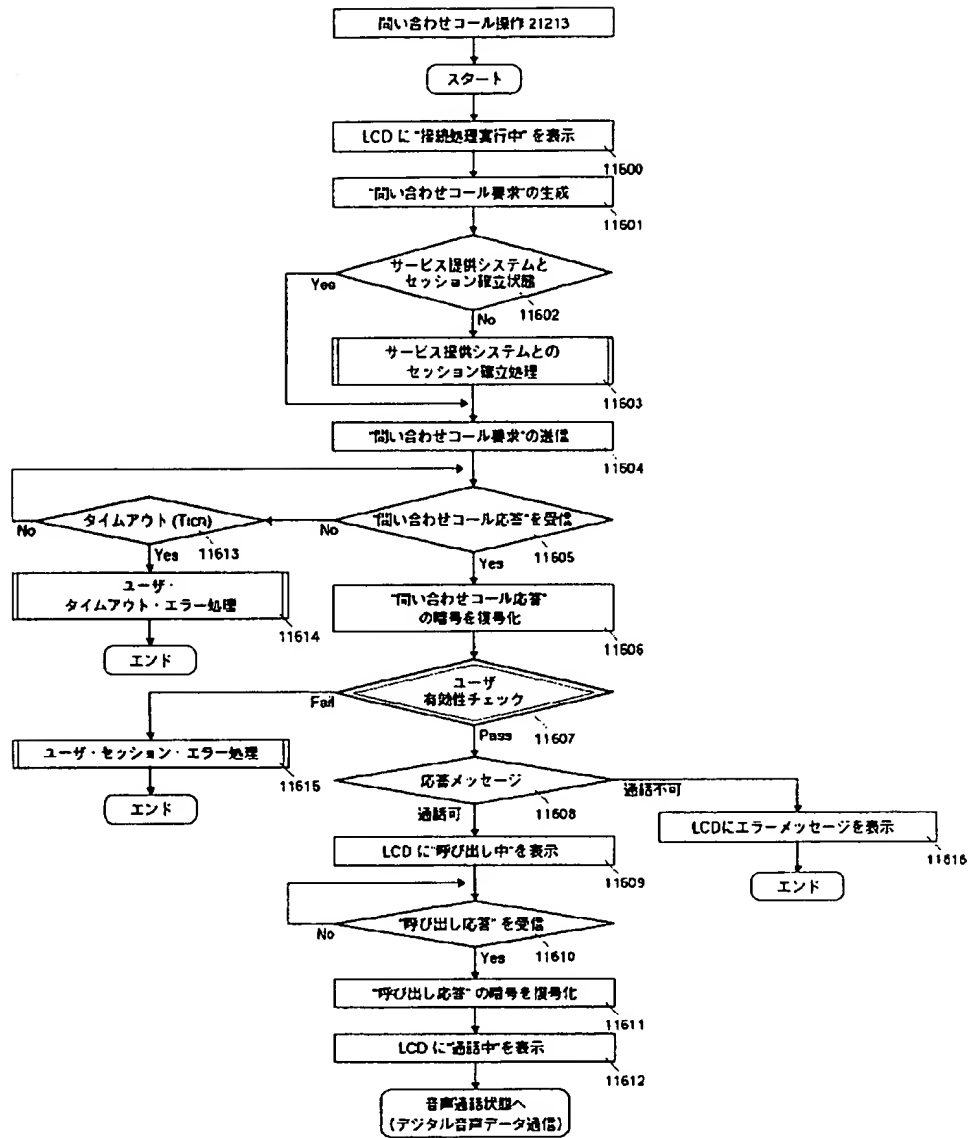 問い合わせコール操作 21213
スタート
LCD に"接続処理実行中" を表示
11600
"問い合わせコール要求"の生成
11601
サービス提供システムと
セッション確立状態
Yes
11602
No
サービス提供システムとの
セッション確立処理
11603
"問い合わせコール要求"の送信
11604
タイムアウト (Ticr)
No
11613
Yes
"問い合わせコール応答"を受信
No
11605
Yes
ユーザ・
タイムアウト・エラー処理
11614
エンド
"問い合わせコール応答"
の暗号を復号化
11606
ユーザ
有効性チェック
Fail
11607
Pass
ユーザ・セッション・エラー処理
11615
エンド
応答メッセージ
通話不可
11608
通話可
LCDにエラーメッセージを表示
11616
エンド
LCD に"呼び出し中"を表示
11609
"呼び出し応答" を受信
No
11610
Yes
"呼び出し応答" の暗号を復号化
11611
LCD に"通話中"を表示
11612
音声通話状態へ
(デジタル音声データ通信)